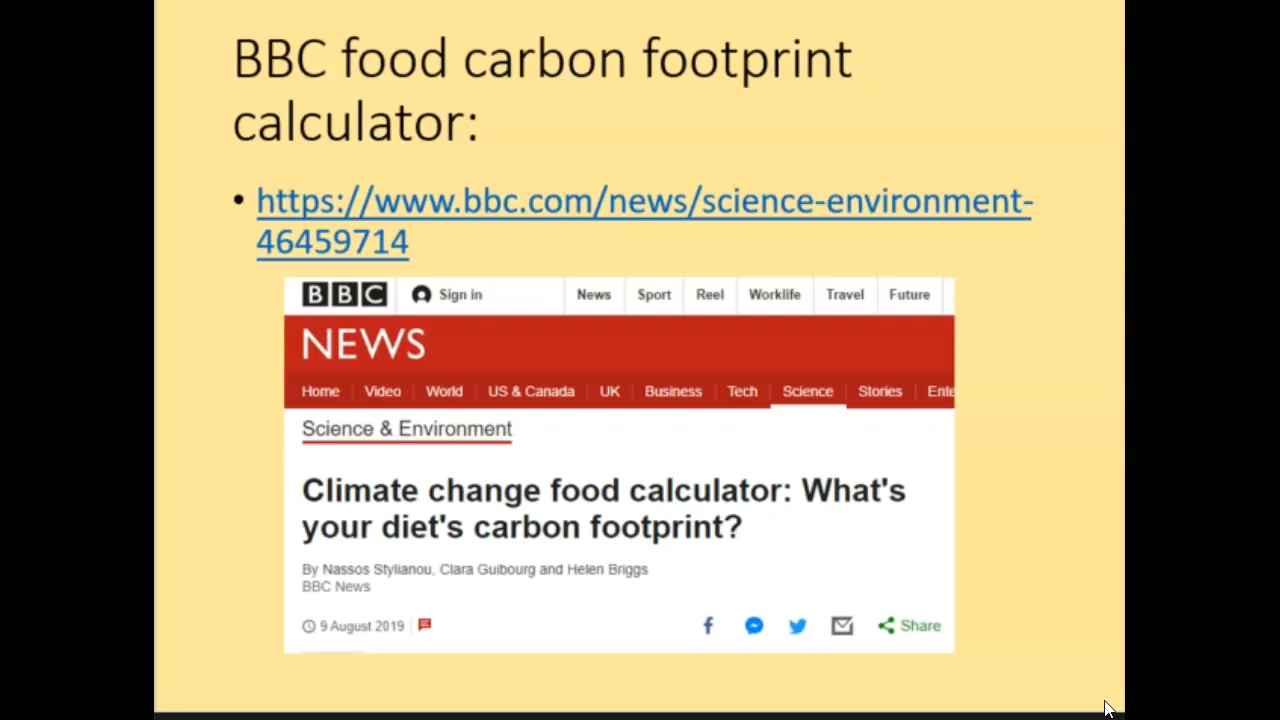 BBC food carbon footprint
calculator:
• https://www.bbc.com/news/science-environment-
46459714
BBC Sign in News Sport Reel Worklife Travel Future
NEWS
Home Video World US & Canada UK Business Tech Science Stories Ente
Science & Environment
Climate change food calculator: What's
your diet's carbon footprint?
By Nassos Stylianou, Clara Guibourg and Helen Briggs
BBC News
9 August 2019 Share